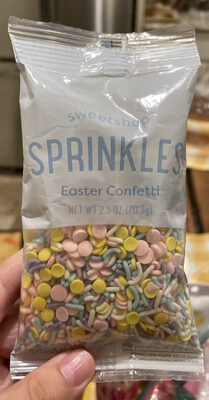 sweetshop
SPRINKLES
Easter Confetti
NET WT 2.5 OZ (70.9g)